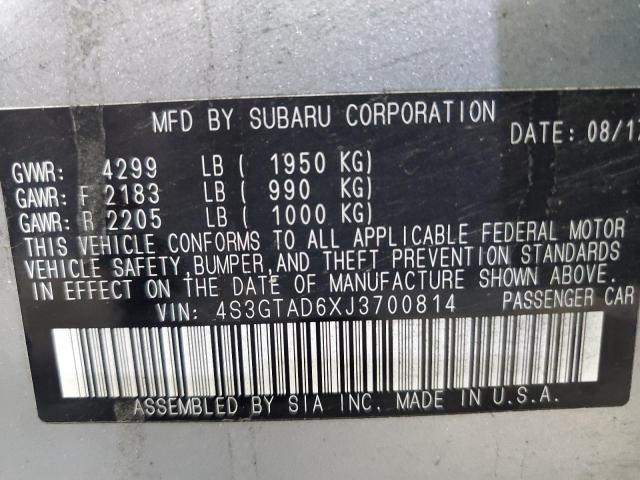 MFD BY SUBARU CORPORATION
DATE: 08/17
GVWR: 4299 LB ( 1950 KG)
GAWR: F 2183 LB ( 990 KG)
GAWR: R 2205 LB ( 1000 KG)
THIS VEHICLE CONFORMS TO ALL APPLICABLE FEDERAL MOTOR
VEHICLE SAFETY, BUMPER, AND THEFT PREVENTION STANDARDS
IN EFFECT ON THE DATE OF MANUFACTURE SHOWN ABOVE.
VIN: 4S3GTAD6XJ3700814 PASSENGER CAR
ASSEMBLED BY SIA INC. MADE IN U.S.A.